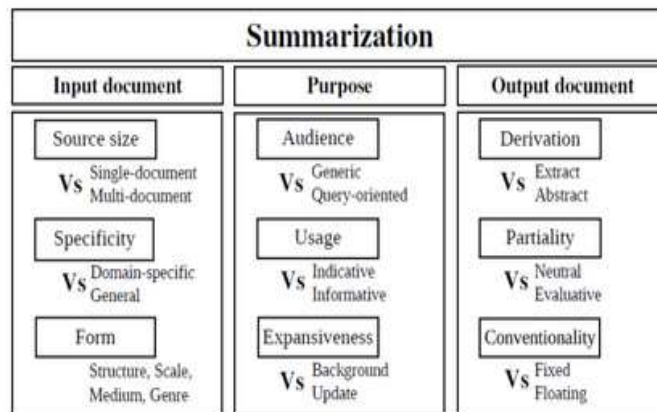 Summarization
Input document
Purpose
Output document
Source size
Vs Single-document
Multi-document
Specificity
Vs Domain-specific
General
Form
Structure, Scale,
Medium, Genre
Audience
Vs Generic
Query-oriented
Usage
Vs Indicative
Informative
Expansiveness
Vs Background
Update
Derivation
Vs Extract
Abstract
Partiality
Vs Neutral
Evaluative
Conventionality
Vs Fixed
Floating